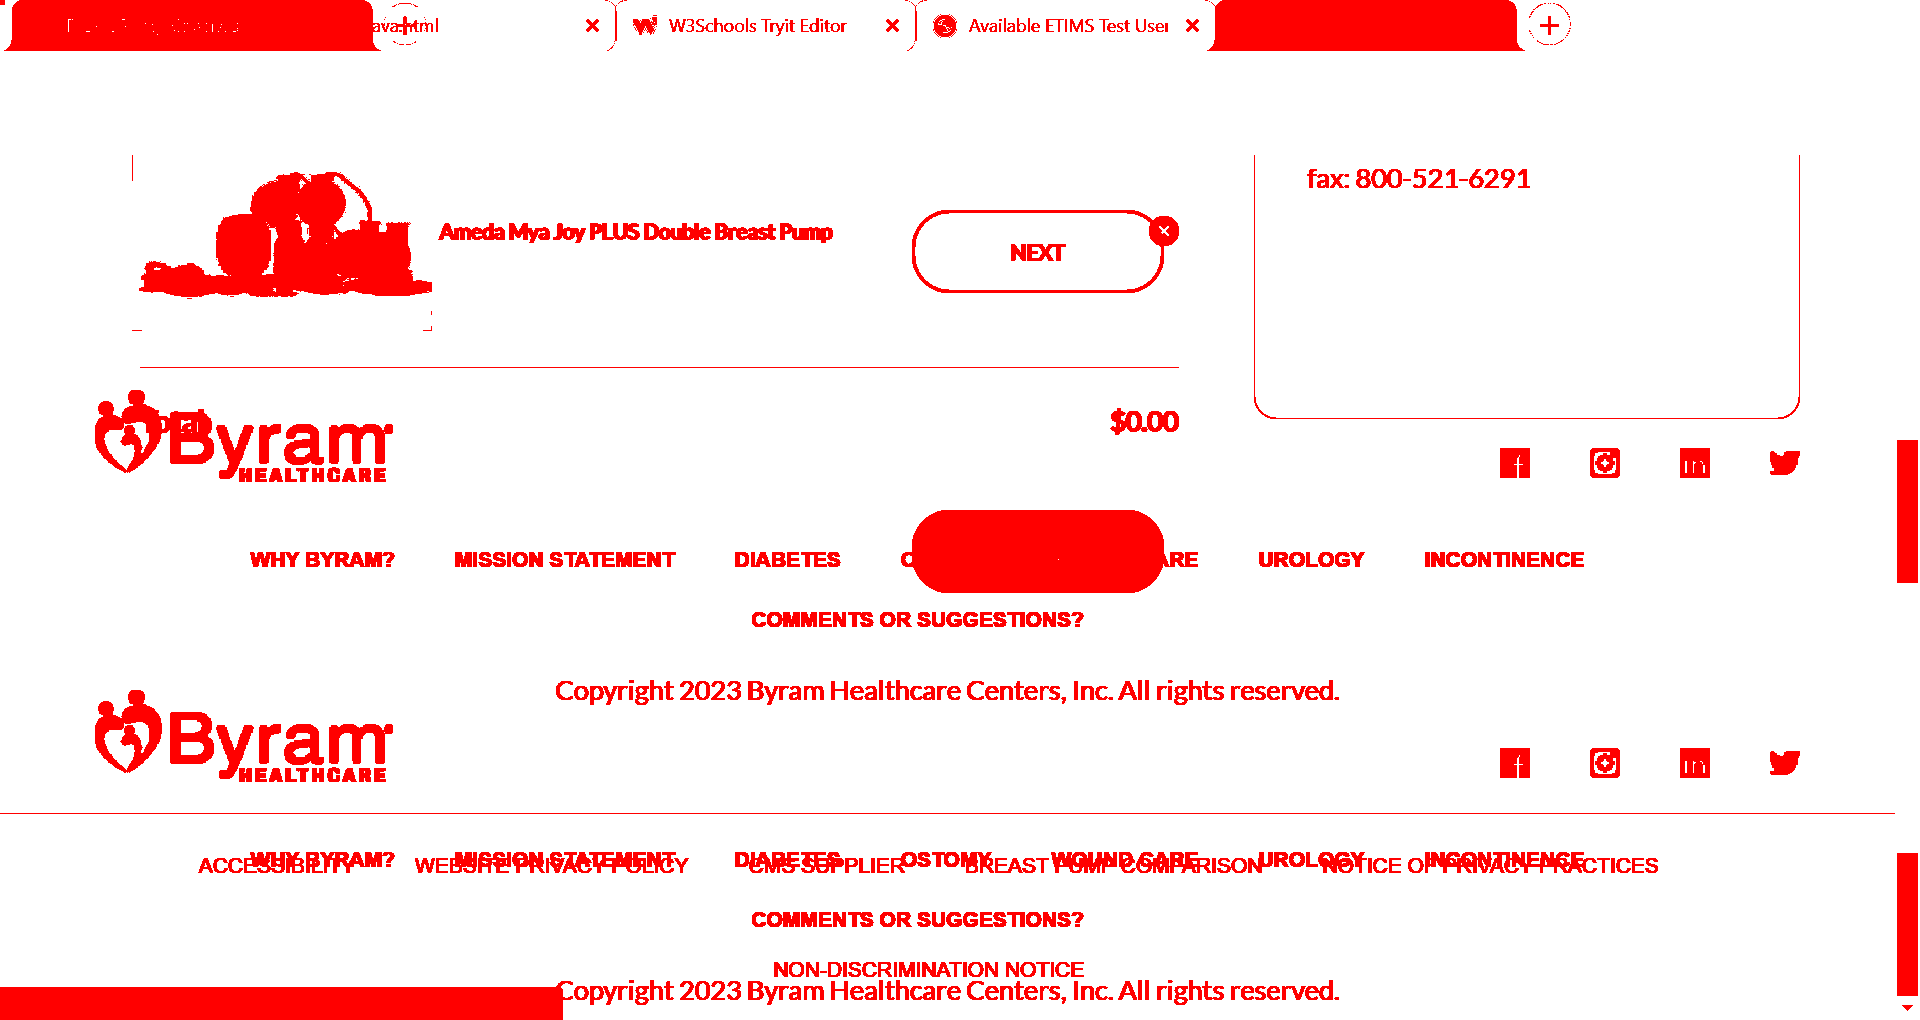 ava.html W3Schools Tryit Editor Available ETIMS Test User
fax: 800-521-6291
Ameda Mya Joy PLUS Double Breast Pump
NEXT
Total:
$0.00
Byram
HEALTHCARE
WHY BYRAM? MISSION STATEMENT DIABETES UROLOGY INCONTINENCE
COMMENTS OR SUGGESTIONS?
Copyright 2023 Byram Healthcare Centers, Inc. All rights reserved.
Byram
HEALTHCARE
WHY BYRAM? MISSION STATEMENT DIABETES OSTOMY WOUND CARE UROLOGY INCONTINENCE
ACCESSIBILITY WEBSITE PRIVACY POLICY CMS SUPPLIER BREAST PUMP COMPARISON NOTICE OF PRIVACY PRACTICES
COMMENTS OR SUGGESTIONS?
NON-DISCRIMINATION NOTICE
Copyright 2023 Byram Healthcare Centers, Inc. All rights reserved.